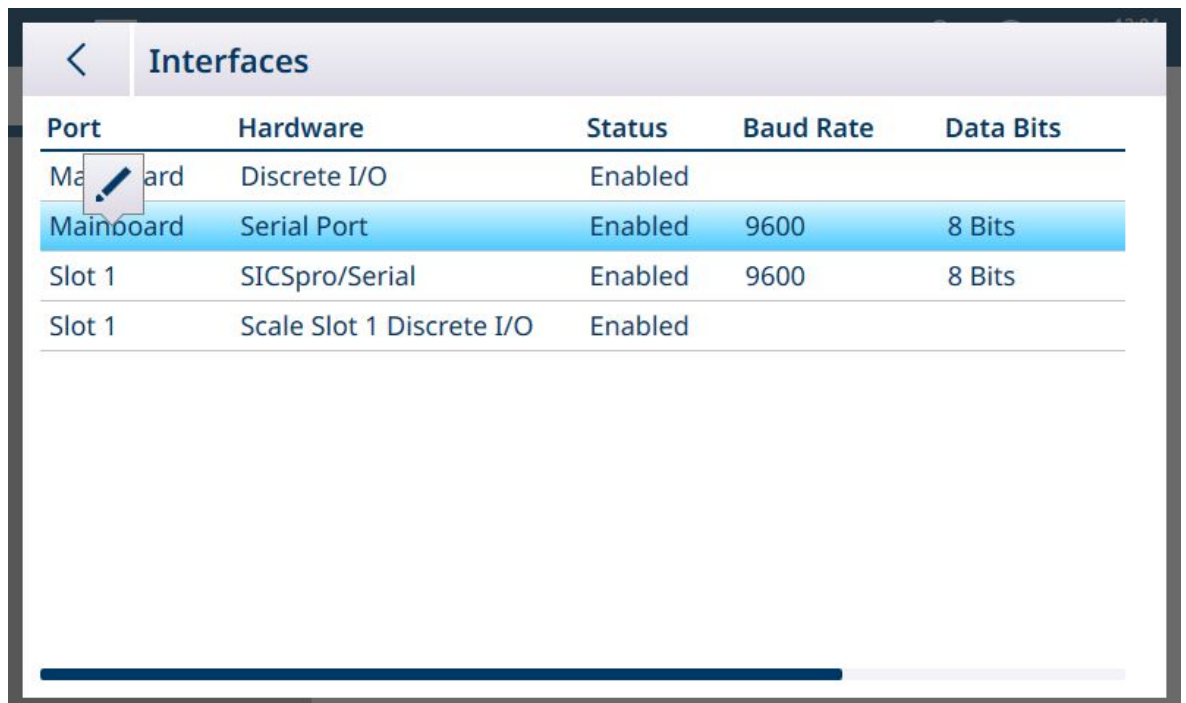 Interfaces
Port Hardware Status Baud Rate Data Bits
Ma ard Discrete I/O Enabled
Mainboard Serial Port Enabled 9600 8 Bits
Slot 1 SICSpro/Serial Enabled 9600 8 Bits
Slot 1 Scale Slot 1 Discrete I/O Enabled